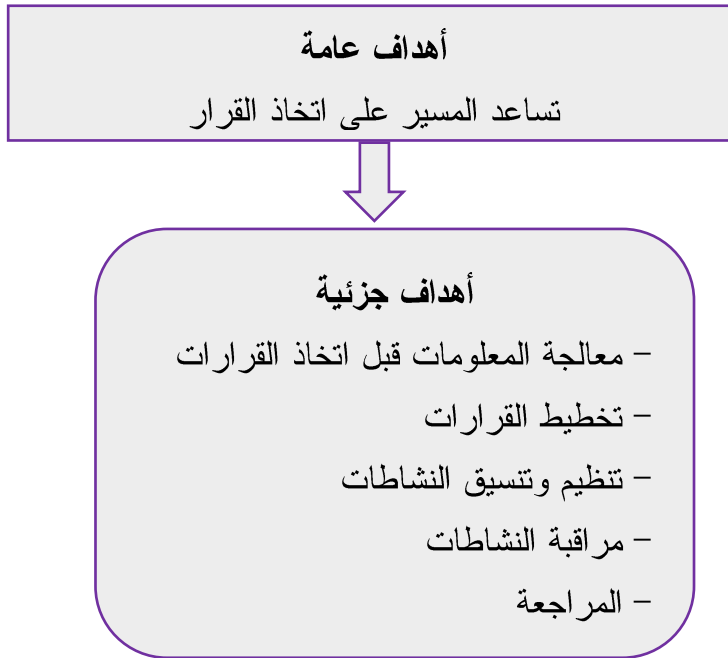 أهداف عامة
تساعد المسير على اتخاذ القرار
أهداف جزئية
- معالجة المعلومات قبل اتخاذ القرارات
- تخطيط القرارات
- تنظيم وتنسيق النشاطات
- مراقبة النشاطات
- المراجعة